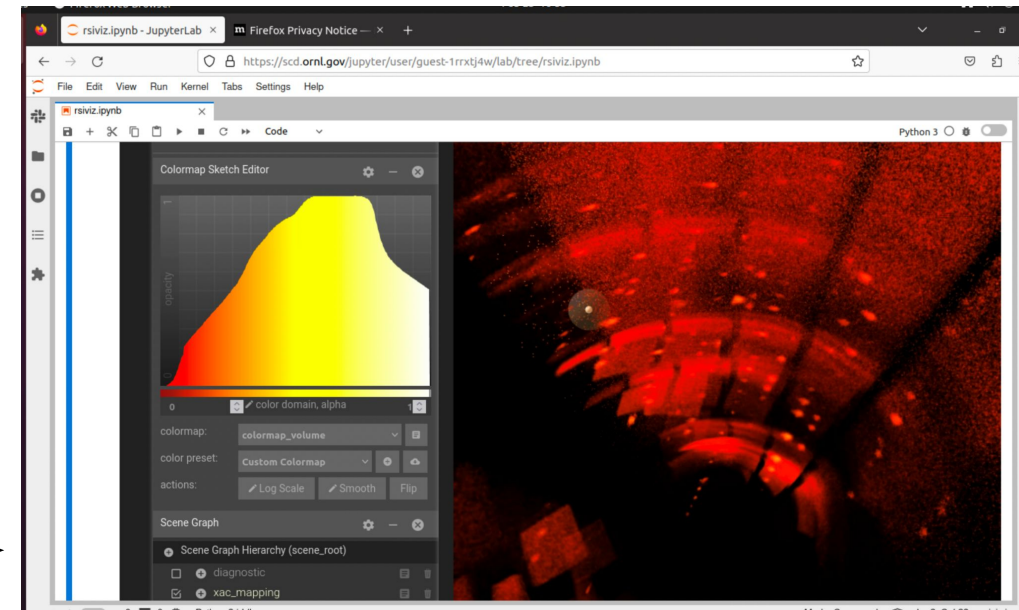 rsiviz.ipynb - JupyterLab × m Firefox Privacy Notice — × +
https://scd.ornl.gov/jupyter/user/guest-1rrxtj4w/lab/tree/rsiviz.ipynb
File Edit View Run Kernel Tabs Settings Help
rsiviz.ipynb ×
Code Python 3
Colormap Sketch Editor
1
opacity
0
0 color domain, alpha 1
colormap: colormap_volume
color preset: Custom Colormap
actions: Log Scale Smooth Flip
Scene Graph
Scene Graph Hierarchy (scene_root)
diagnostic
xac_mapping